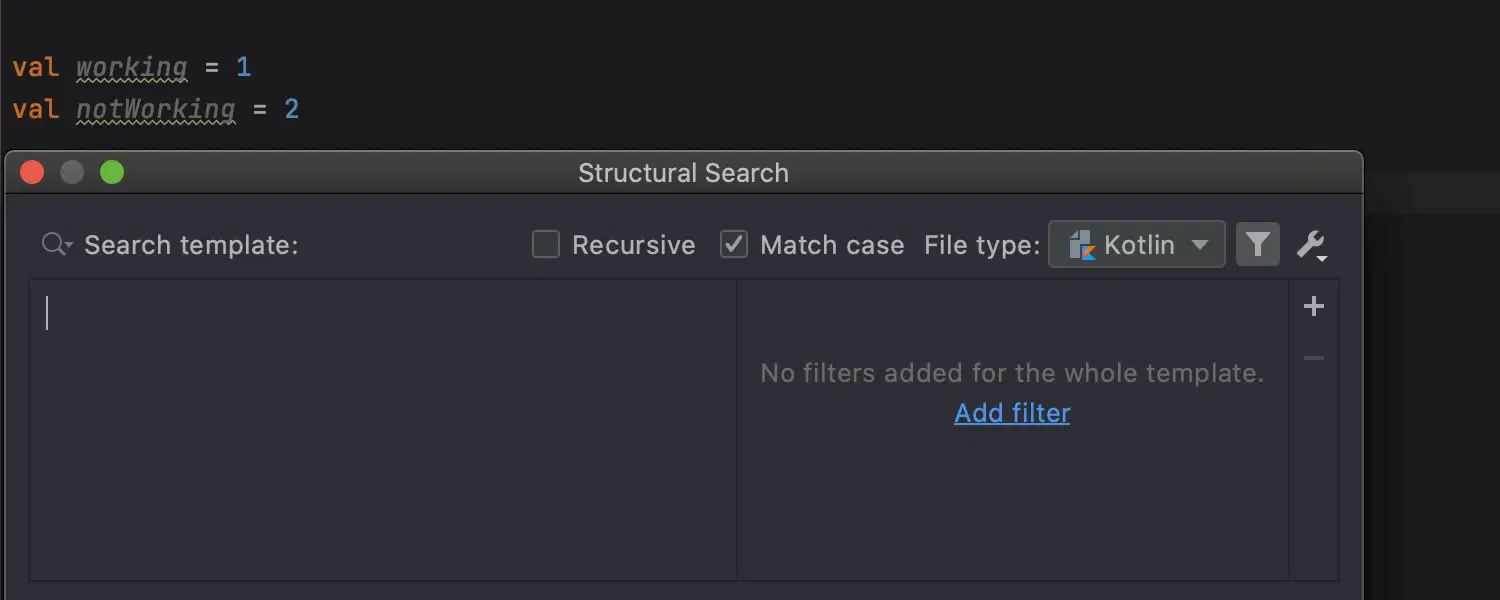 val working = 1
val notWorking = 2
Structural Search
Search template: Recursive Match case File type: Kotlin
No filters added for the whole template.
Add filter